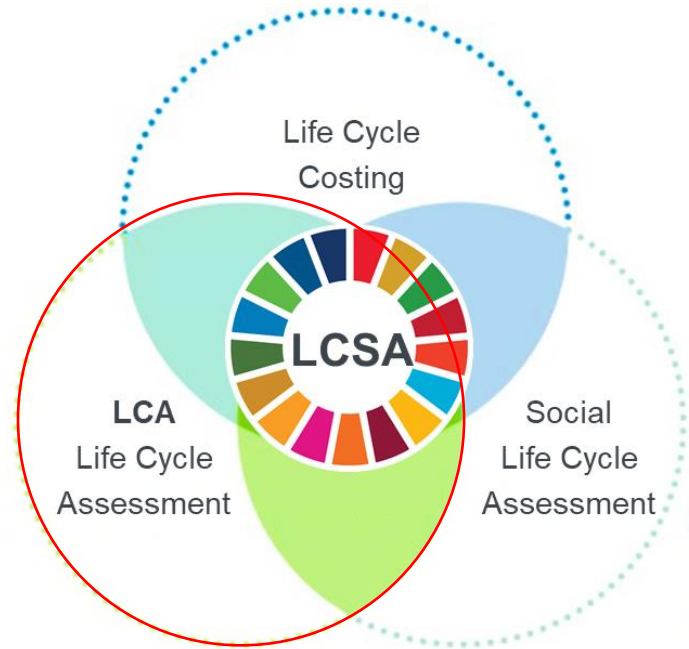 Life Cycle
Costing
LCSA
LCA
Life Cycle
Assessment
Social
Life Cycle
Assessment